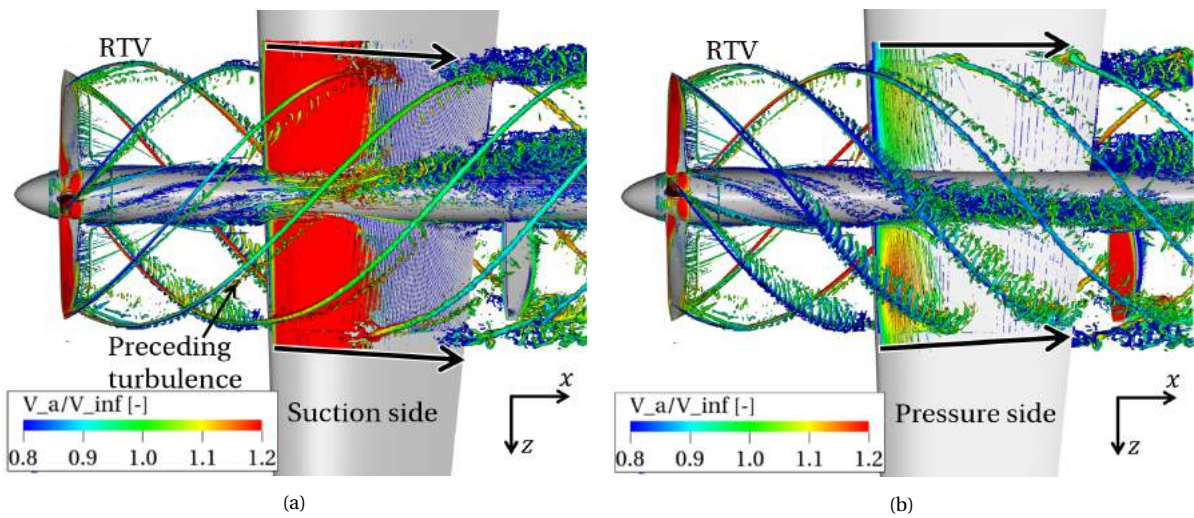 RTV
Preceding
turbulence
Suction side
x
z
V_a/V_inf [-]
0.8 0.9 1.0 1.1 1.2
(a)
RTV
Pressure side
x
z
V_a/V_inf [-]
0.8 0.9 1.0 1.1 1.2
(b)